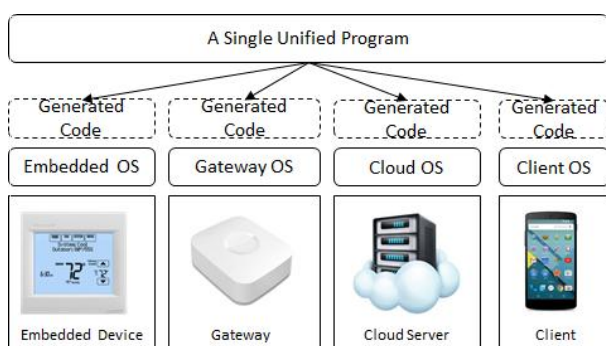 A Single Unified Program
Generated
Code
Generated
Code
Generated
Code
Generated
Code
Embedded OS
Gateway OS
Cloud OS
Client OS
72
Embedded Device
Gateway
Cloud Server
Client